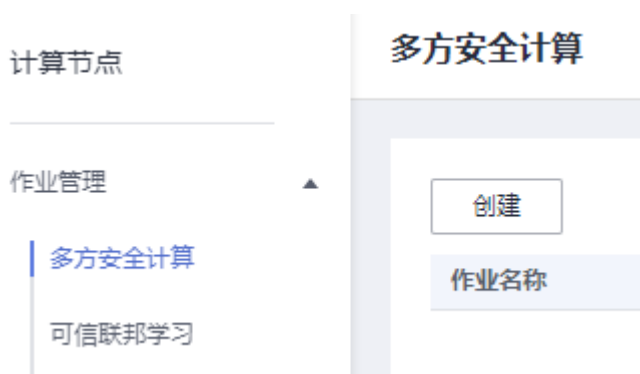 计算节点
作业管理
多方安全计算
可信联邦学习
多方安全计算
创建
作业名称